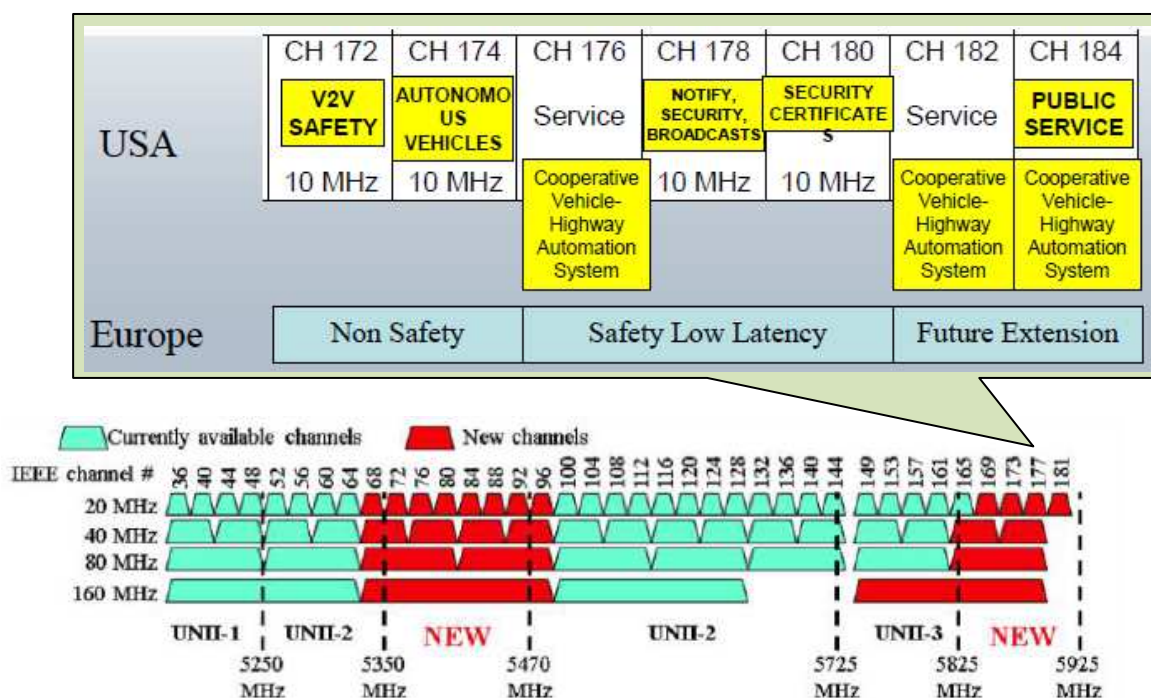 CH 172 CH 174 CH 176 CH 178 CH 180 CH 182 CH 184
V2V
SAFETY
AUTONOMO
US
VEHICLES
Service
NOTIFY,
SECURITY,
BROADCASTS
SECURITY
CERTIFICATE
S
Service
PUBLIC
SERVICE
USA
10 MHz 10 MHz
Cooperative
Vehicle-
Highway
Automation
System
10 MHz 10 MHz
Cooperative
Vehicle-
Highway
Automation
System
Cooperative
Vehicle-
Highway
Automation
System
Europe Non Safety Safety Low Latency Future Extension
Currently available channels New channels
IEEE channel # 36 40 44 48 52 56 60 64 68 72 76 80 84 88 92 96 100 104 108 112 116 120 124 128 132 136 140 144 149 153 157 161 165 169 173 177 181
20 MHz
40 MHz
80 MHz
160 MHz
UNII-1 UNII-2 NEW UNII-2 UNII-3 NEW
5250 5350 5470 5725 5825 5925
MHz MHz MHz MHz MHz MHz